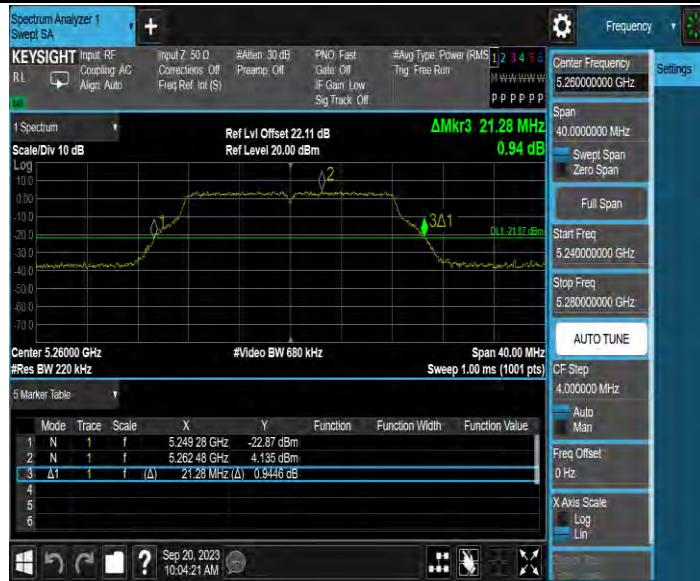 Spectrum Analyzer 1
Swept SA
Frequency
KEYSIGHT
Input: RF
Coupling: AC
Align: Auto
RL
Input Z: 50 Ω
Corrections: Off
Freq Ref: Int (S)
#Atten: 30 dB
Preamp: Off
PNO: Fast
Gate: Off
IF Gain: Low
Sig Track: Off
#Avg Type: Power (RMS
Trig: Free Run
1 2 3 4 5 6
M W W W W W
P P P P P P
1 Spectrum
Scale/Div 10 dB
Ref Lvl Offset 22.11 dB
Ref Level 20.00 dBm
ΔMkr3 21.28 MHz
0.94 dB
Log
10.0
0.00
-10.0
-20.0
-30.0
-40.0
-50.0
-60.0
-70.0
1
2
3Δ1
DL1 -21.87 dBm
Center 5.26000 GHz
#Res BW 220 kHz
#Video BW 680 kHz
Span 40.00 MHz
Sweep 1.00 ms (1001 pts)
5 Marker Table
Mode Trace Scale X Y Function Function Width Function Value
1 N 1 f 5.249 28 GHz -22.87 dBm
2 N 1 f 5.262 48 GHz 4.135 dBm
3 Δ1 1 f (Δ) 21.28 MHz (Δ) 0.9446 dB
4
5
6
Sep 20, 2023
10:04:21 AM
Center Frequency
5.260000000 GHz
Settings
Span
40.0000000 MHz
Swept Span
Zero Span
Full Span
Start Freq
5.240000000 GHz
Stop Freq
5.280000000 GHz
AUTO TUNE
CF Step
4.000000 MHz
Auto
Man
Freq Offset
0 Hz
X Axis Scale
Log
Lin